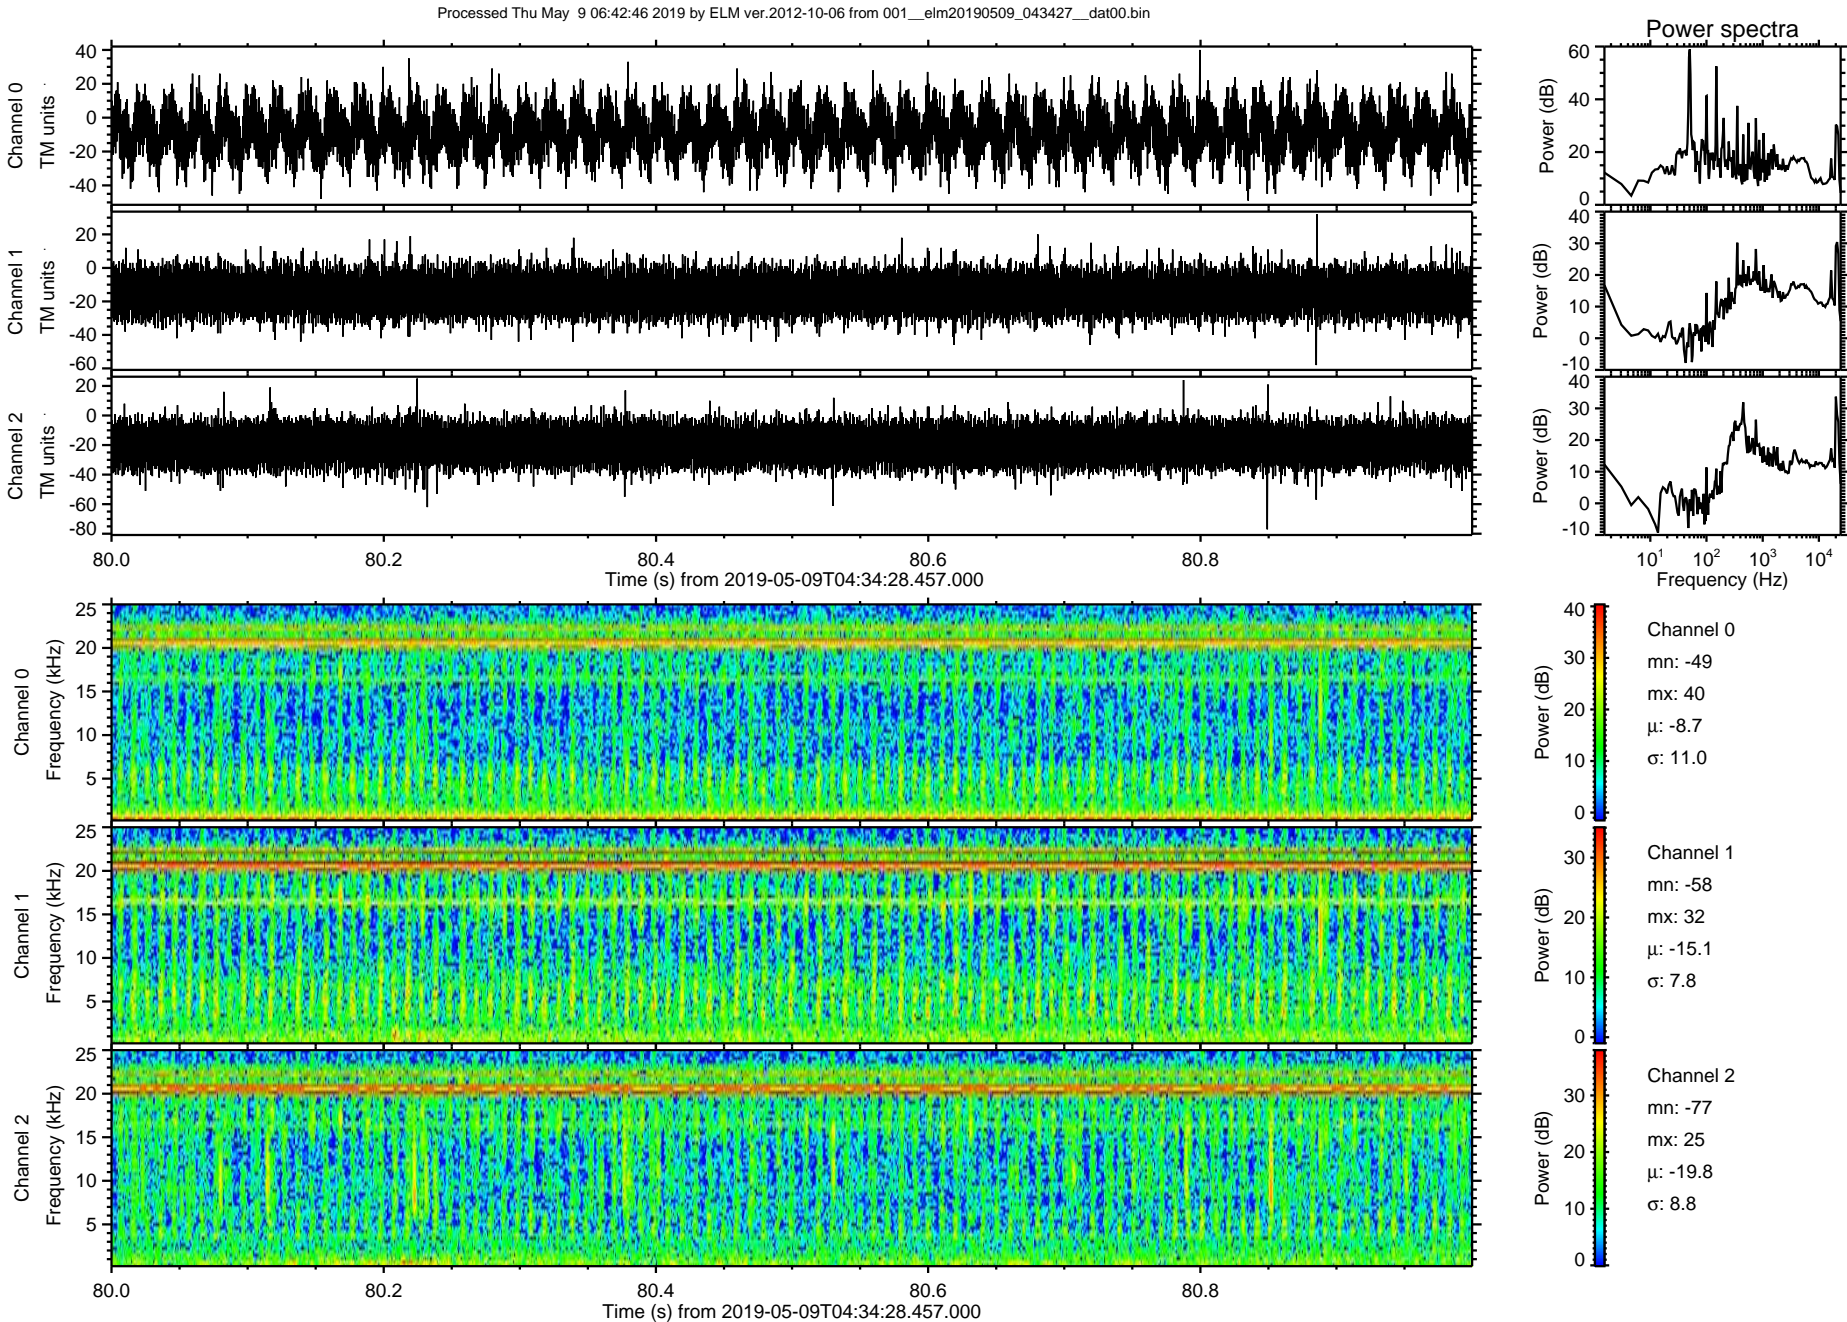 Processed Thu May  9 06:42:46 2019 by ELM ver.2012-10-06 from 001__elm20190509_043427__dat00.bin
Power spectra
Channel 0
TM units
40
20
0
-20
-40
Power (dB)
60
40
20
0
Channel 1
TM units
20
0
-20
-40
-60
Power (dB)
40
30
20
10
0
-10
Channel 2
TM units
20
0
-20
-40
-60
-80
Power (dB)
40
30
20
10
0
-10
80.0 80.2 80.4 80.6 80.8
Time (s) from 2019-05-09T04:34:28.457.000
10¹ 10² 10³ 10⁴
Frequency (Hz)
Channel 0
Frequency (kHz)
25
20
15
10
5
Power (dB)
40
30
20
10
0
Channel 0
mn: -49
mx: 40
μ: -8.7
σ: 11.0
Channel 1
Frequency (kHz)
25
20
15
10
5
Power (dB)
30
20
10
0
Channel 1
mn: -58
mx: 32
μ: -15.1
σ: 7.8
Channel 2
Frequency (kHz)
25
20
15
10
5
Power (dB)
30
20
10
0
Channel 2
mn: -77
mx: 25
μ: -19.8
σ: 8.8
80.0 80.2 80.4 80.6 80.8
Time (s) from 2019-05-09T04:34:28.457.000